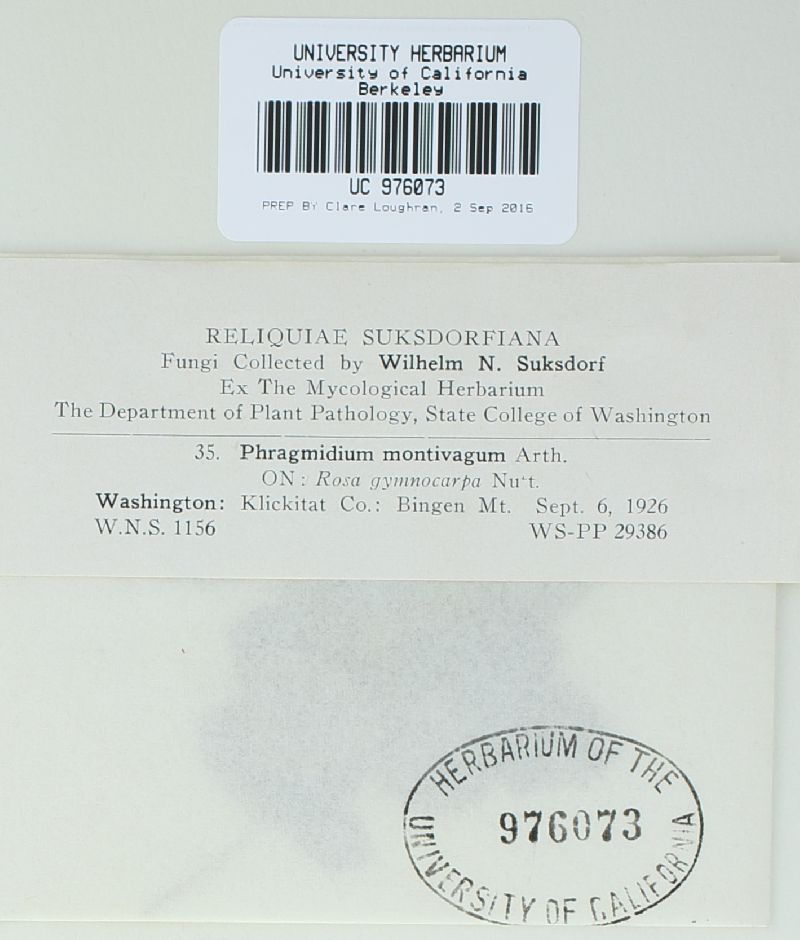 UNIVERSITY HERBARIUM
University of California
Berkeley
UC 976073
PREP BY Clare Loughran, 2 Sep 2016
RELIQUIAE SUKSDORFIANA
Fungi Collected by Wilhelm N. Suksdorf
Ex The Mycological Herbarium
The Department of Plant Pathology, State College of Washington
35. Phragmidium montivagum Arth.
ON: Rosa gymnocarpa Nutt.
Washington: Klickitat Co.: Bingen Mt. Sept. 6, 1926
W.N.S. 1156 WS-PP 29386
HERBARIUM OF THE
976073
UNIVERSITY OF CALIFORNIA